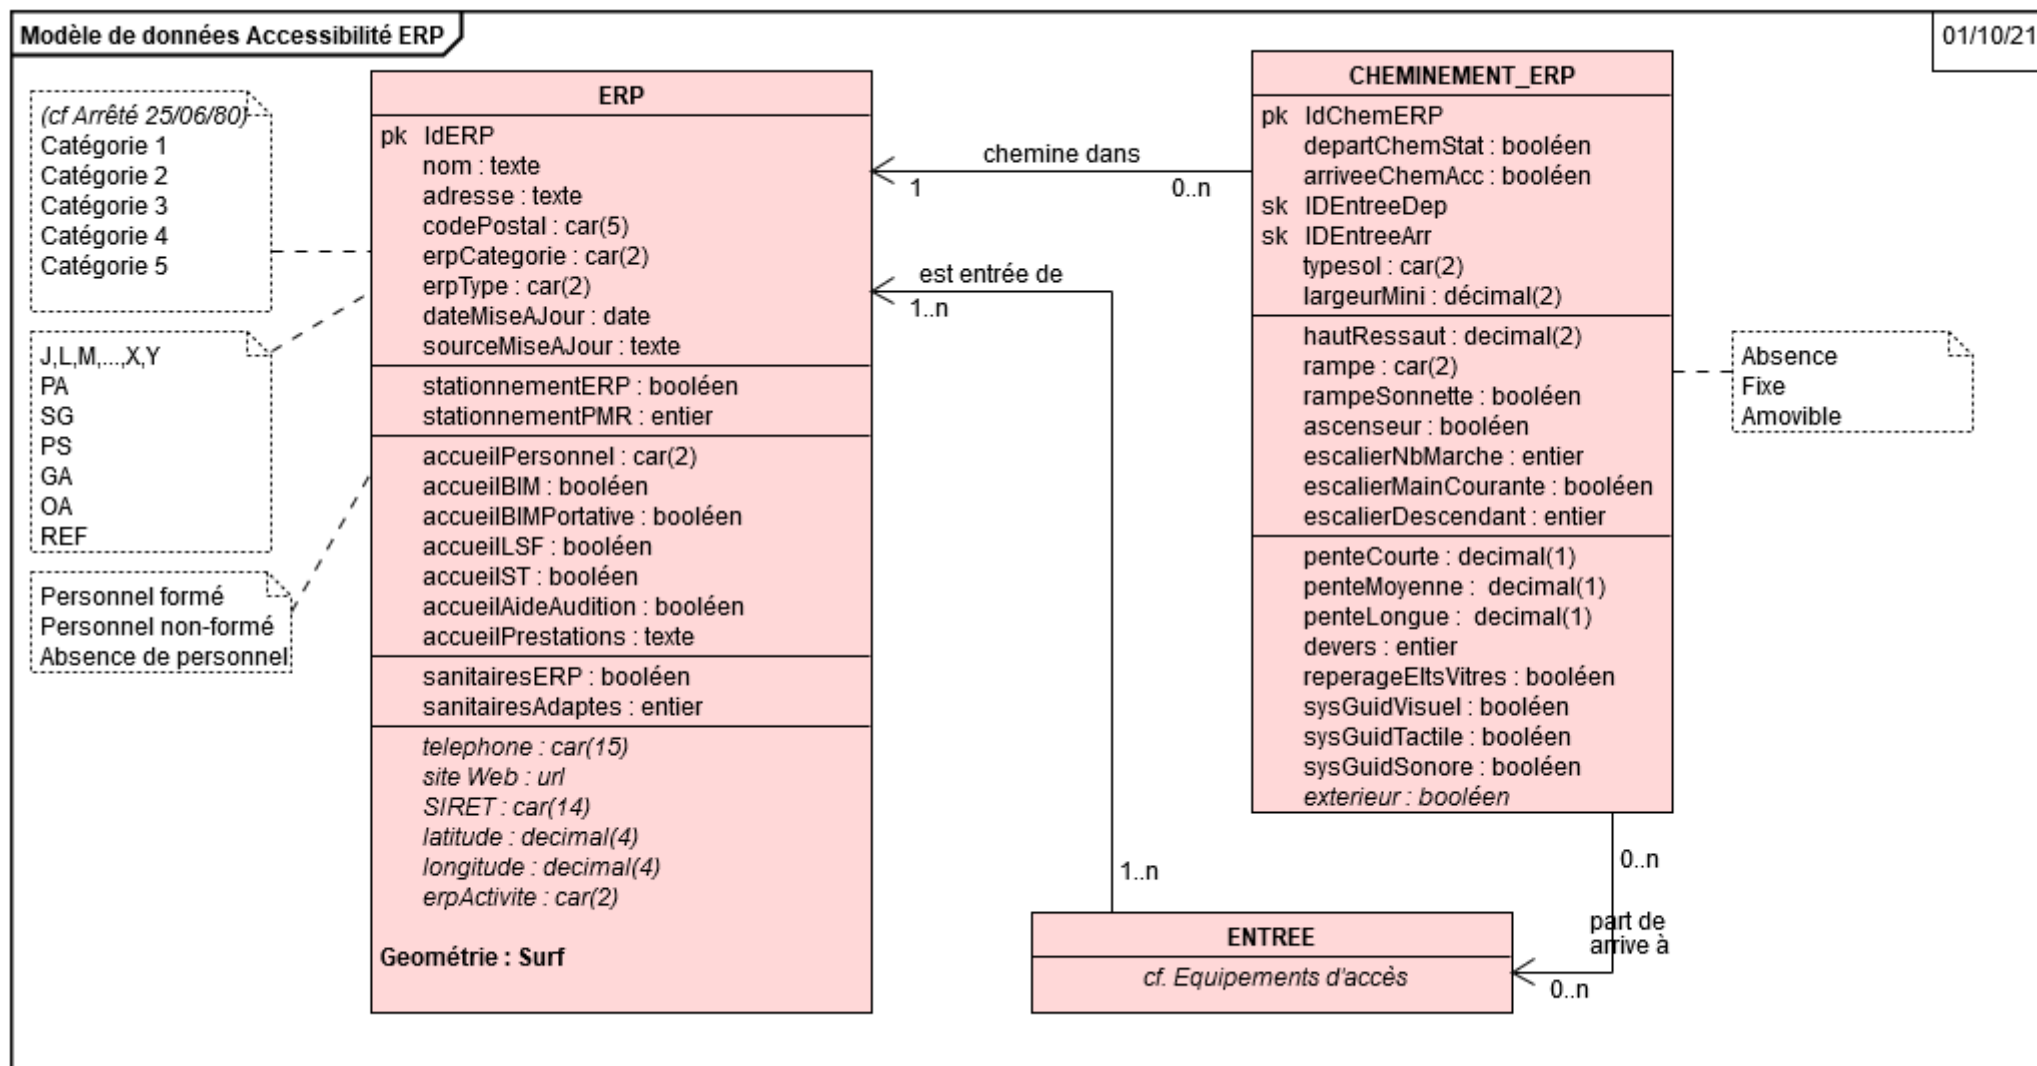 Modèle de données Accessibilité ERP
01/10/21
(cf Arrêté 25/06/80)
Catégorie 1
Catégorie 2
Catégorie 3
Catégorie 4
Catégorie 5
J,L,M,...,X,Y
PA
SG
PS
GA
OA
REF
Personnel formé
Personnel non-formé
Absence de personnel
ERP
pk IdERP
nom : texte
adresse : texte
codePostal : car(5)
erpCategorie : car(2)
erpType : car(2)
dateMiseAJour : date
sourceMiseAJour : texte
stationnementERP : booléen
stationnementPMR : entier
accueilPersonnel : car(2)
accueilBIM : booléen
accueilBIMPortative : booléen
accueilLSF : booléen
accueilST : booléen
accueilAideAudition : booléen
accueilPrestations : texte
sanitairesERP : booléen
sanitairesAdaptes : entier
telephone : car(15)
site Web : url
SIRET : car(14)
latitude : decimal(4)
longitude : decimal(4)
erpActivite : car(2)
Geométrie : Surf
chemine dans
1
0..n
est entrée de
1..n
1..n
CHEMINEMENT_ERP
pk IdChemERP
departChemStat : booléen
arriveeChemAcc : booléen
sk IDEntreeDep
sk IDEntreeArr
typesol : car(2)
largeurMini : décimal(2)
hautRessaut : decimal(2)
rampe : car(2)
rampeSonnette : booléen
ascenseur : booléen
escalierNbMarche : entier
escalierMainCourante : booléen
escalierDescendant : entier
penteCourte : decimal(1)
penteMoyenne : decimal(1)
penteLongue : decimal(1)
devers : entier
reperageEltsVitres : booléen
sysGuidVisuel : booléen
sysGuidTactile : booléen
sysGuidSonore : booléen
exterieur : booléen
Absence
Fixe
Amovible
0..n
part de
arrive à
0..n
ENTREE
cf. Equipements d'accès